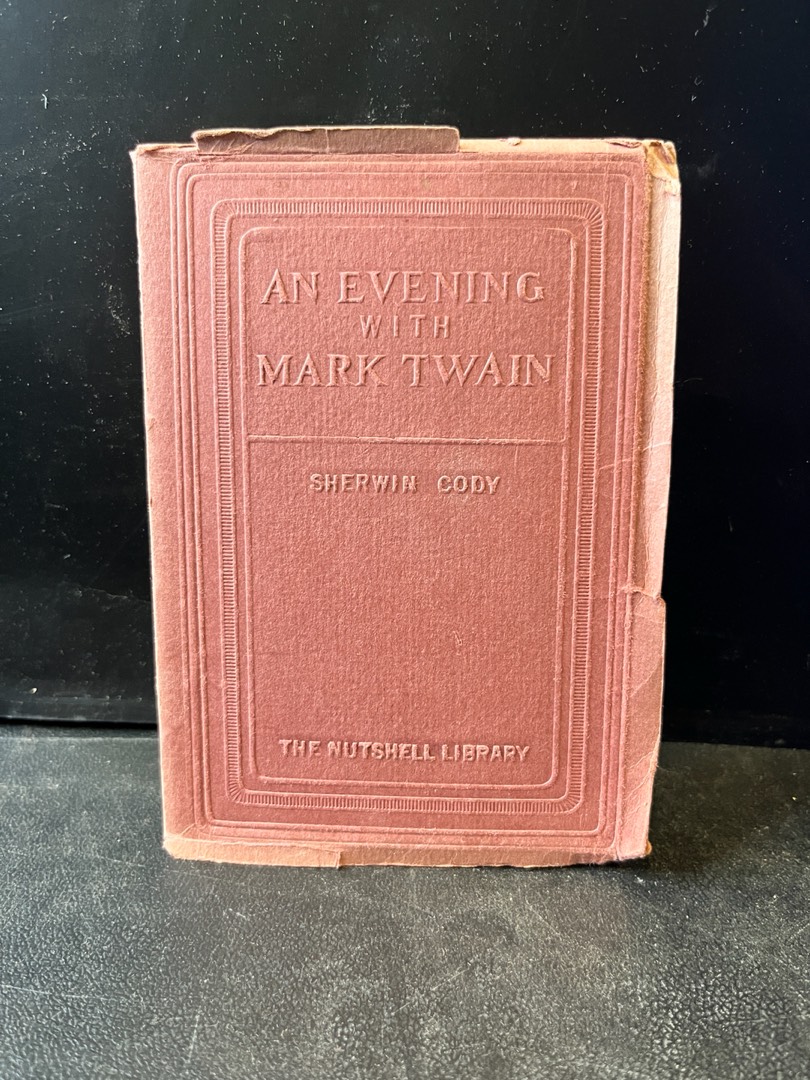 AN EVENING
WITH
MARK TWAIN
SHERWIN CODY
THE NUTSHELL LIBRARY